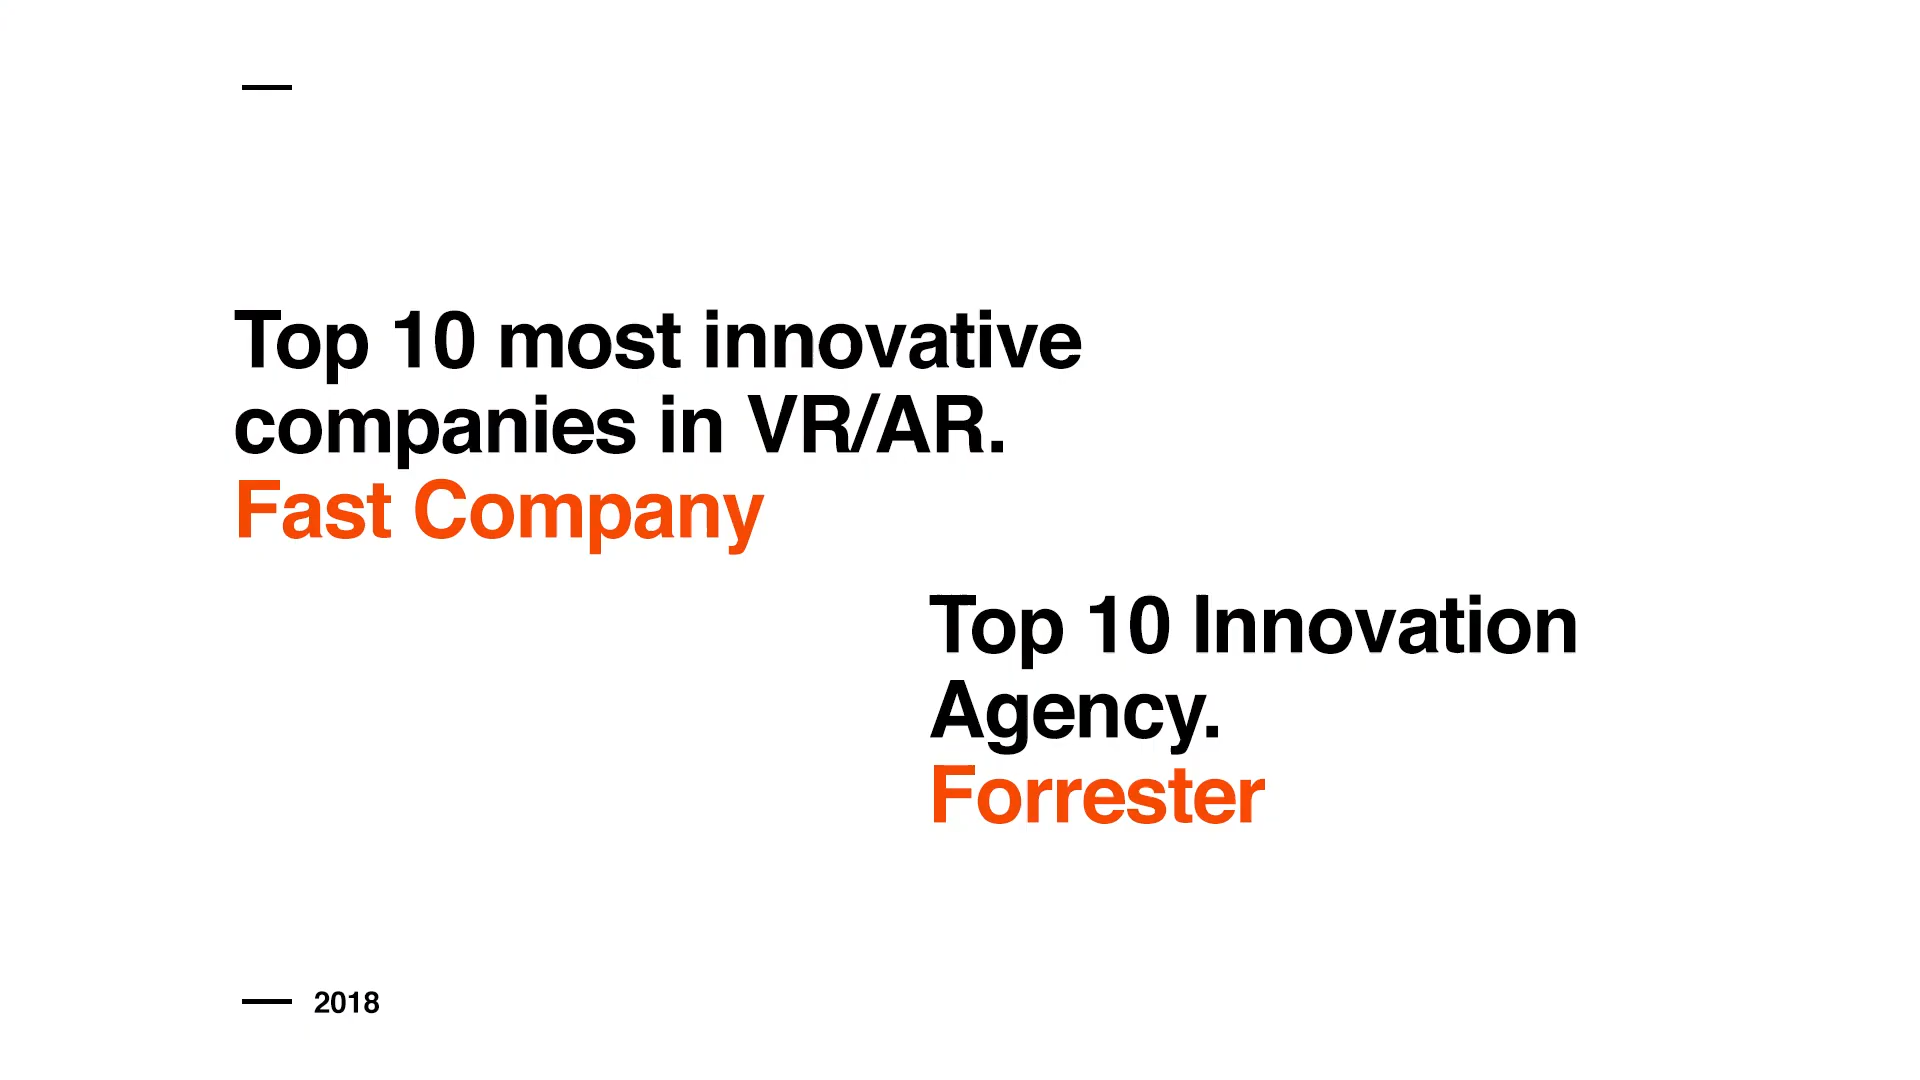 Top 10 most innovative
companies in VR/AR.
Fast Company
Top 10 Innovation
Agency.
Forrester
2018